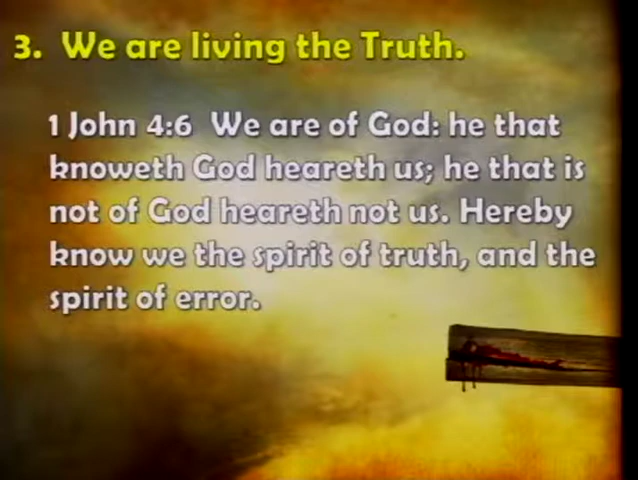 3. We are living the Truth.
1 John 4:6 We are of God: he that
knoweth God heareth us; he that is
not of God heareth not us. Hereby
know we the spirit of truth, and the
spirit of error.